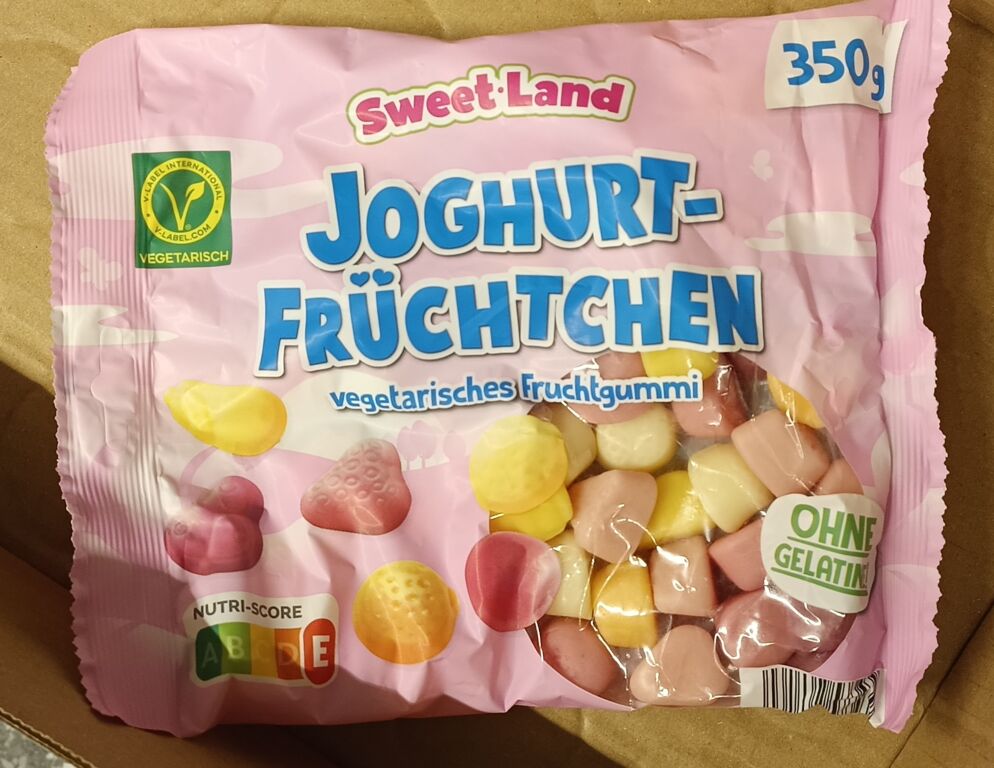 350g
Sweet·Land
V-LABEL INTERNATIONAL
V-LABEL.COM
VEGETARISCH
JOGHURT-
FRÜCHTCHEN
vegetarisches Fruchtgummi
OHNE
GELATINE!
NUTRI-SCORE
A B C D E